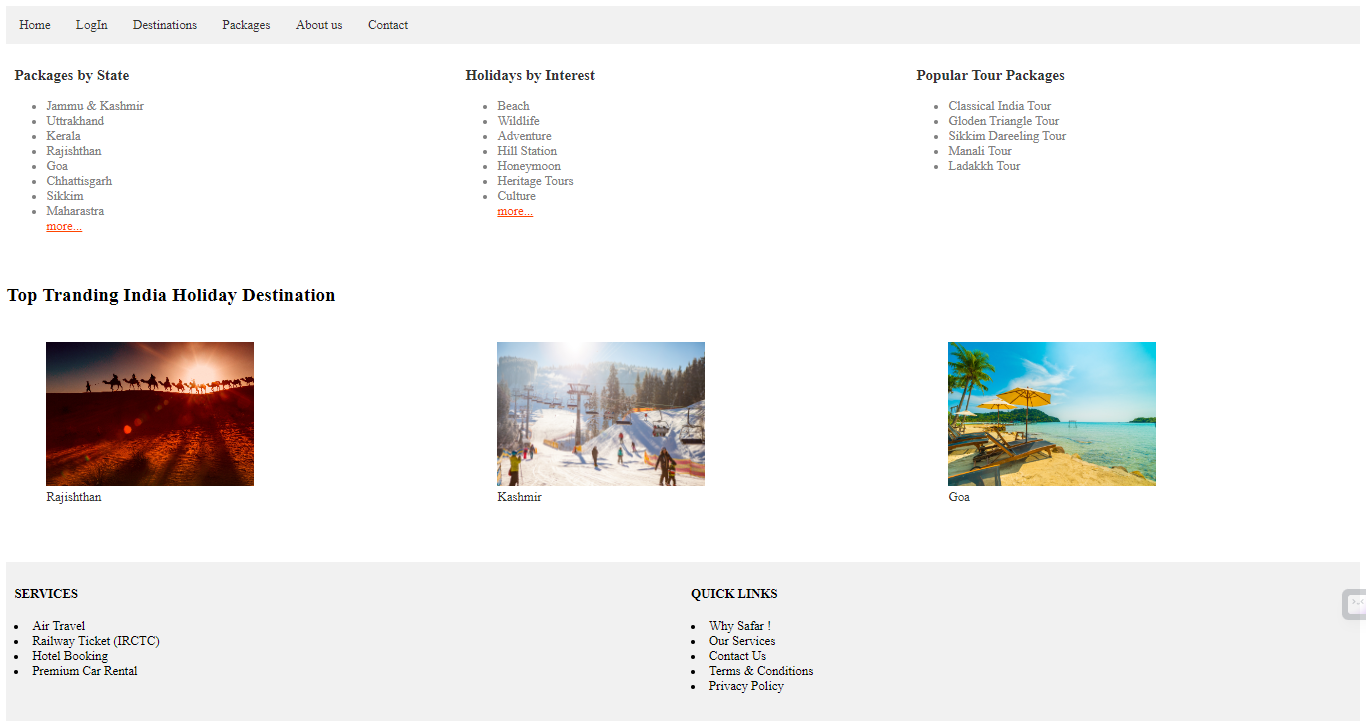 Home LogIn Destinations Packages About us Contact
Packages by State
Jammu & Kashmir
Uttrakhand
Kerala
Rajishthan
Goa
Chhattisgarh
Sikkim
Maharastra
more...
Holidays by Interest
Beach
Wildlife
Adventure
Hill Station
Honeymoon
Heritage Tours
Culture
more...
Popular Tour Packages
Classical India Tour
Gloden Triangle Tour
Sikkim Dareeling Tour
Manali Tour
Ladakkh Tour
Top Tranding India Holiday Destination
Rajishthan
Kashmir
Goa
SERVICES
Air Travel
Railway Ticket (IRCTC)
Hotel Booking
Premium Car Rental
QUICK LINKS
Why Safar !
Our Services
Contact Us
Terms & Conditions
Privacy Policy